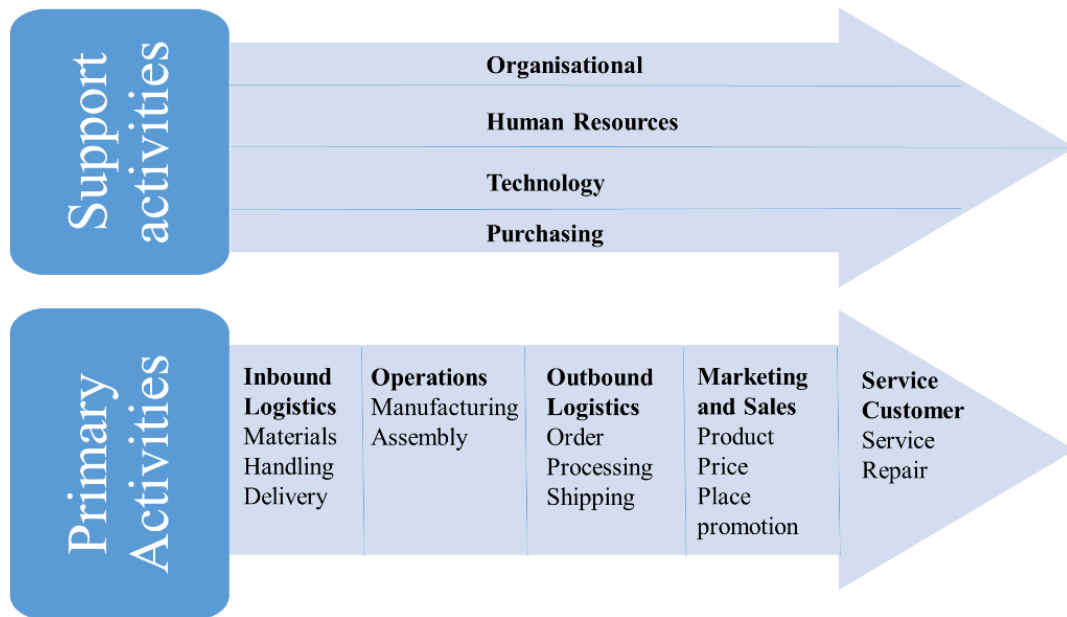 Support
activities
Organisational
Human Resources
Technology
Purchasing
Primary
Activities
Inbound
Logistics
Materials
Handling
Delivery
Operations
Manufacturing
Assembly
Outbound
Logistics
Order
Processing
Shipping
Marketing
and Sales
Product
Price
Place
promotion
Service
Customer
Service
Repair